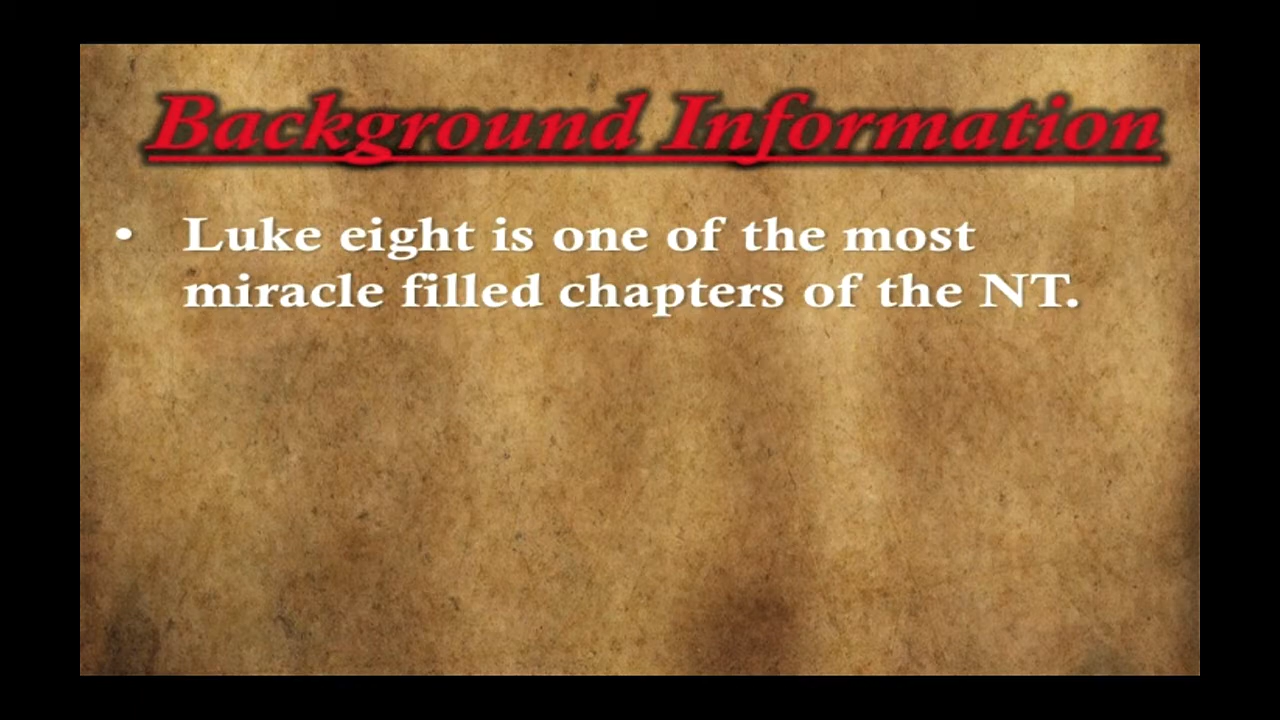 Background Information
• Luke eight is one of the most
miracle filled chapters of the NT.